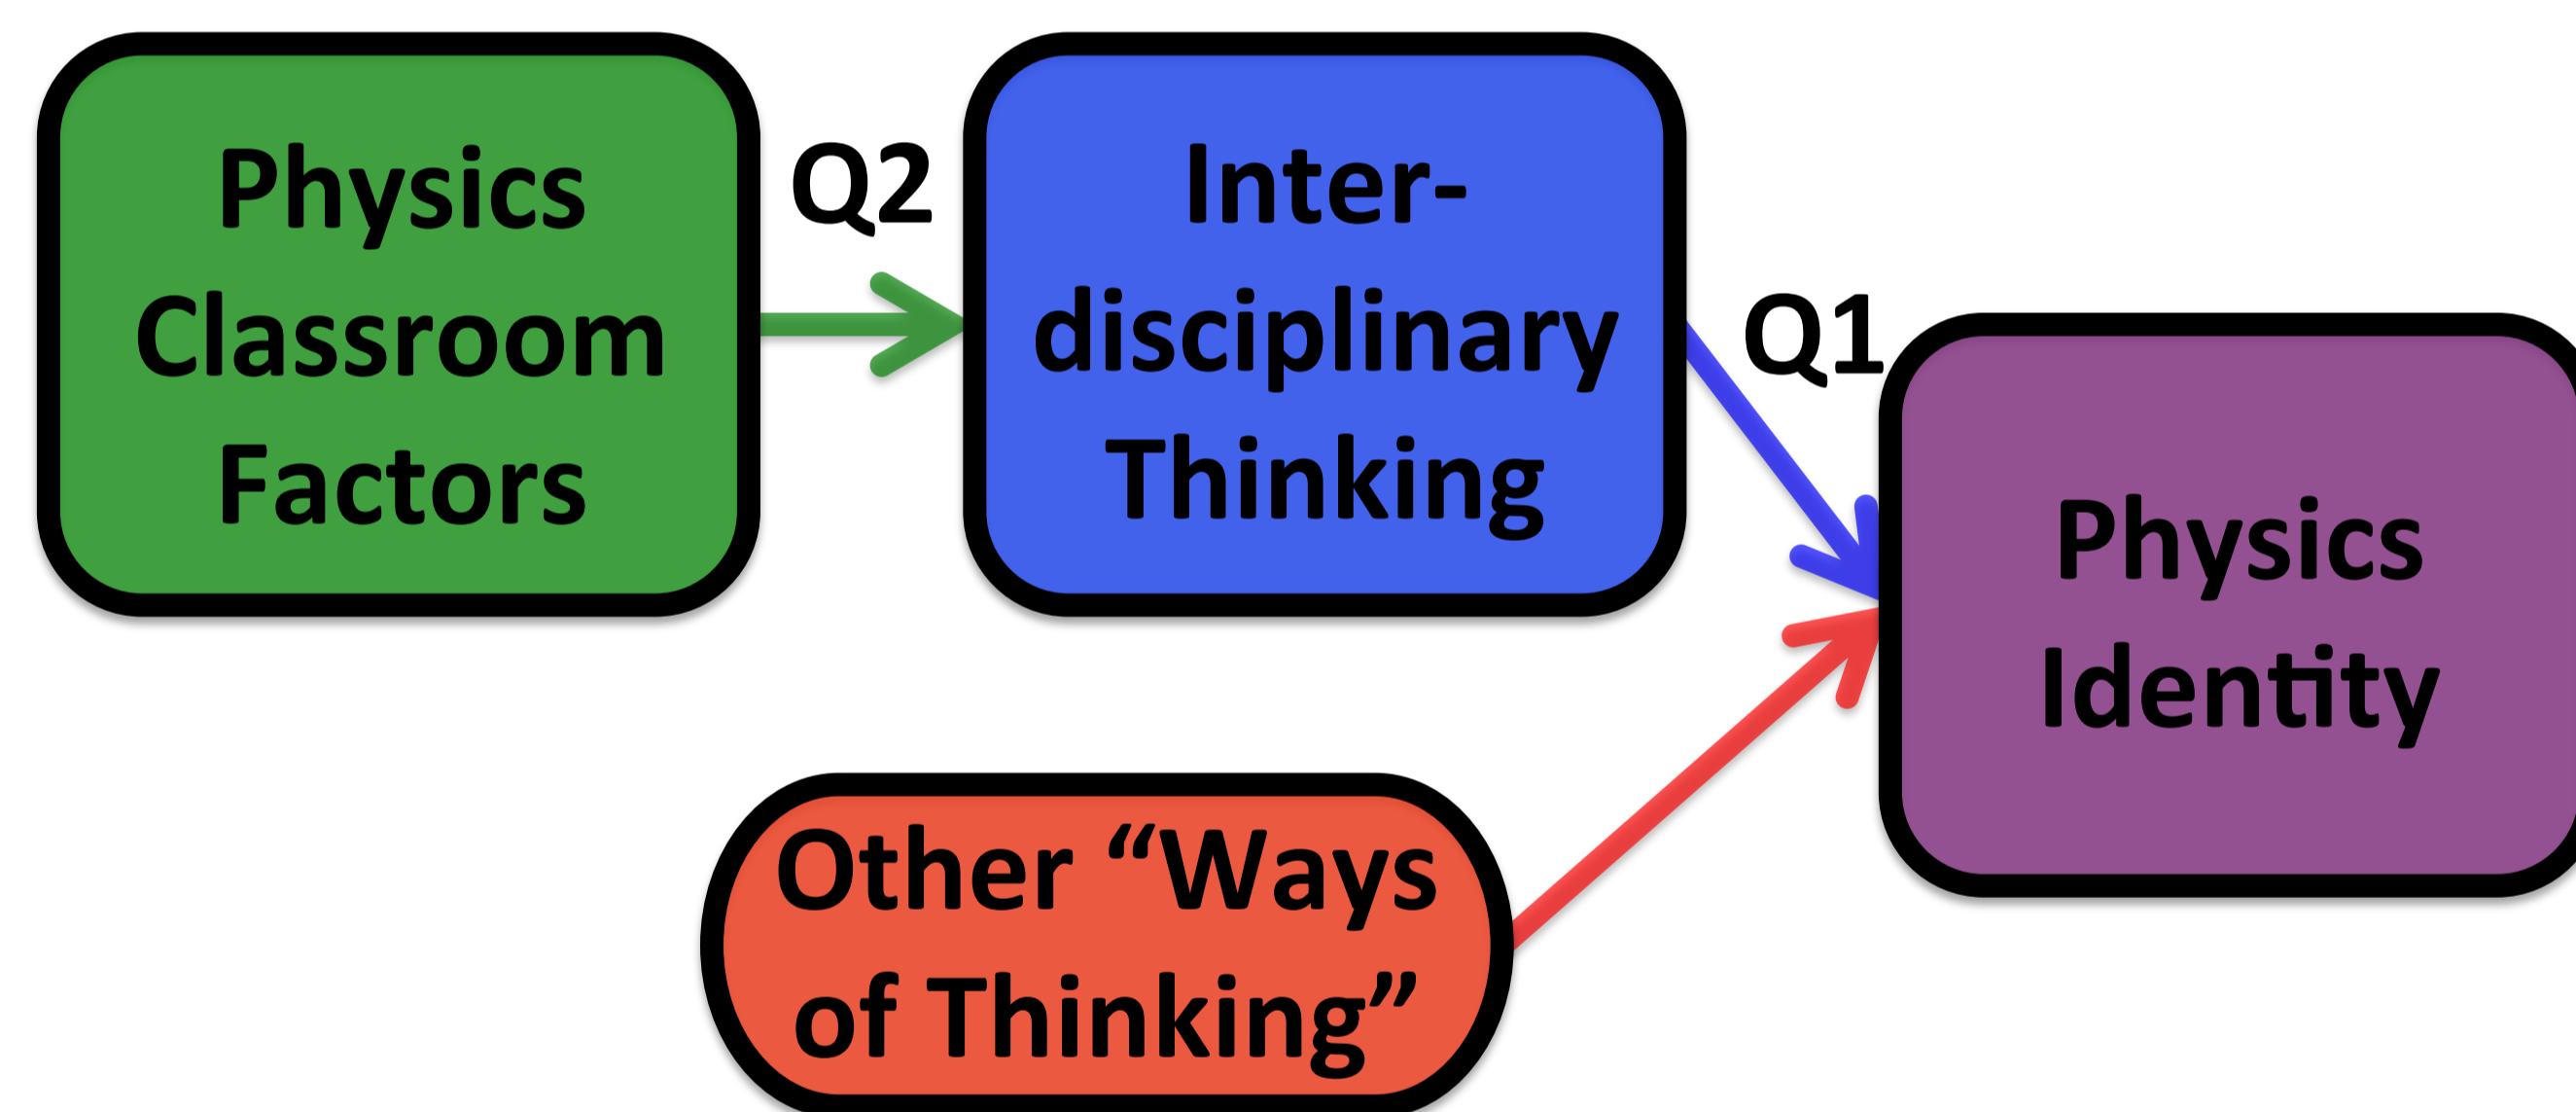 Physics
Classroom
Factors
Q2
Inter-
disciplinary
Thinking
Q1
Physics
Identity
Other “Ways
of Thinking”